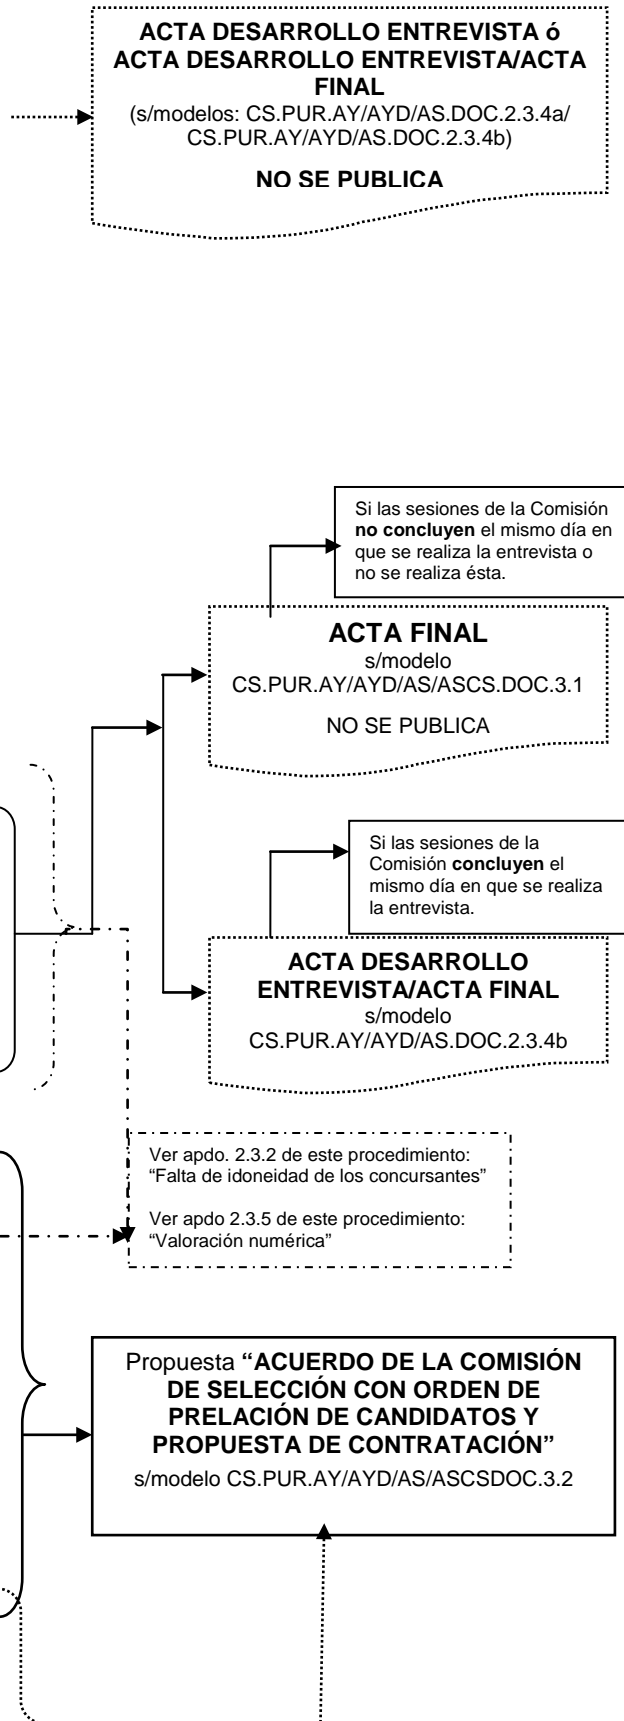 ACTA DESARROLLO ENTREVISTA ó
ACTA DESARROLLO ENTREVISTA/ACTA
FINAL
(s/modelos: CS.PUR.AY/AYD/AS.DOC.2.3.4a/
CS.PUR.AY/AYD/AS.DOC.2.3.4b)
NO SE PUBLICA
Si las sesiones de la Comisión
no concluyen el mismo día en
que se realiza la entrevista o
no se realiza ésta.
ACTA FINAL
s/modelo
CS.PUR.AY/AYD/AS/ASCS.DOC.3.1
NO SE PUBLICA
Si las sesiones de la
Comisión concluyen el
mismo día en que se realiza
la entrevista.
ACTA DESARROLLO
ENTREVISTA/ACTA FINAL
s/modelo
CS.PUR.AY/AYD/AS.DOC.2.3.4b
Ver apdo. 2.3.2 de este procedimiento:
“Falta de idoneidad de los concursantes”
Ver apdo 2.3.5 de este procedimiento:
“Valoración numérica”
Propuesta “ACUERDO DE LA COMISIÓN
DE SELECCIÓN CON ORDEN DE
PRELACIÓN DE CANDIDATOS Y
PROPUESTA DE CONTRATACIÓN”
s/modelo CS.PUR.AY/AYD/AS/ASCSDOC.3.2